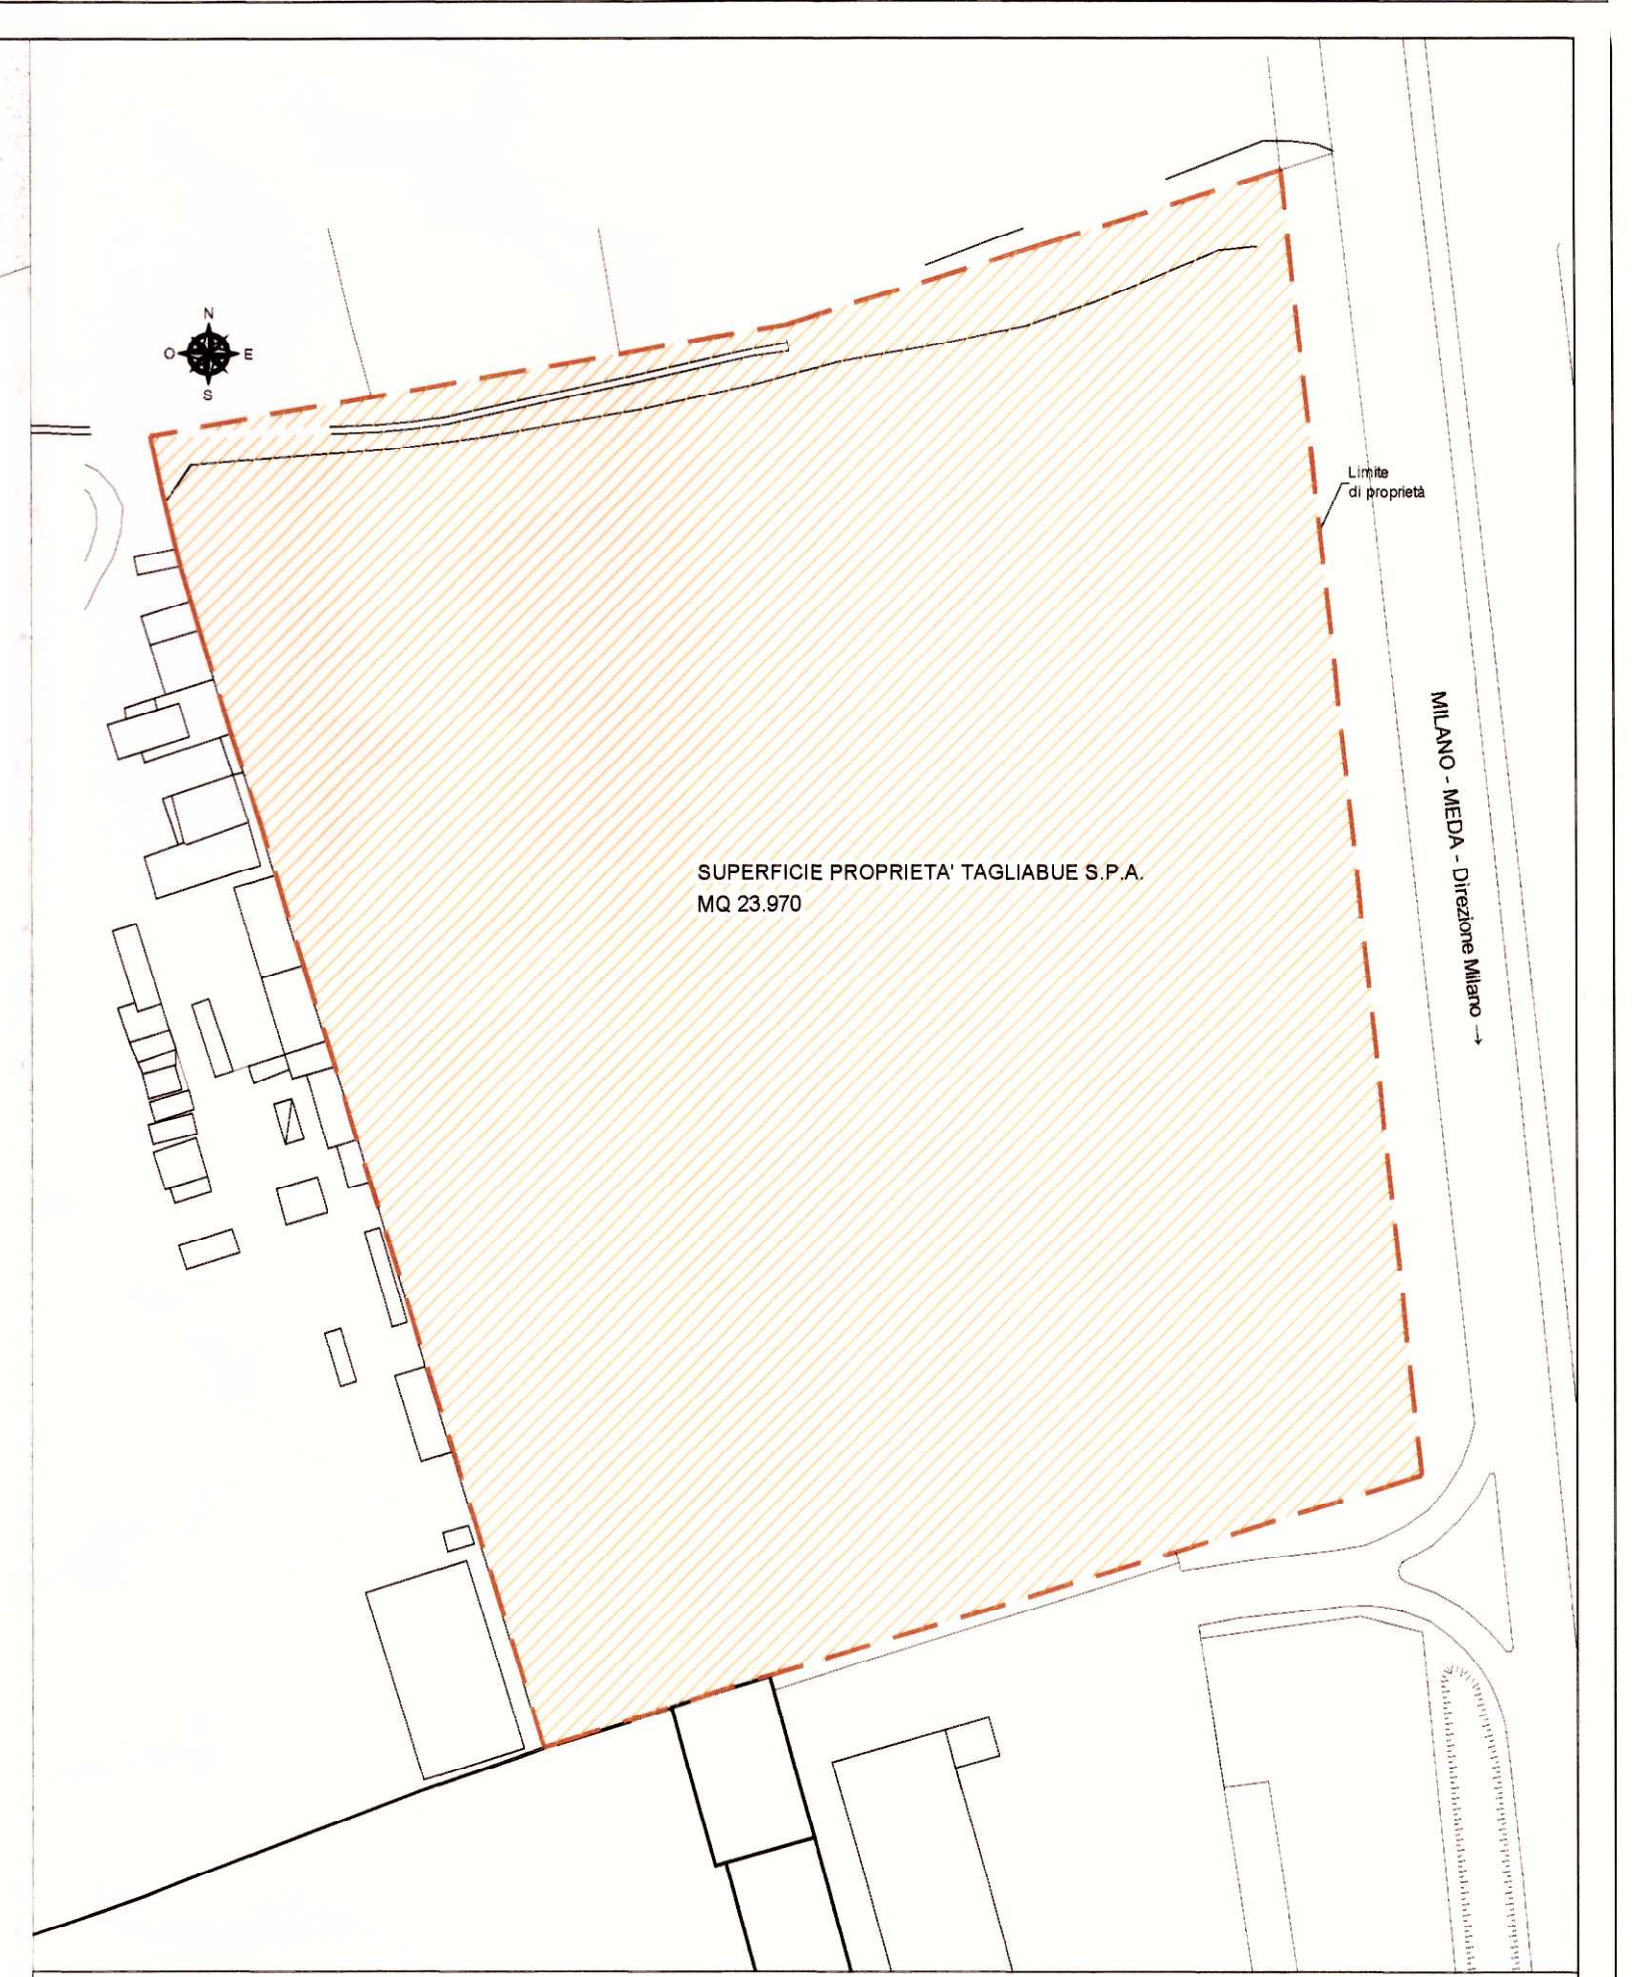 N
O E
S
Limite
di proprietà
MILANO - MEDA - Direzione Milano →
SUPERFICIE PROPRIETA' TAGLIABUE S.P.A.
MQ 23.970